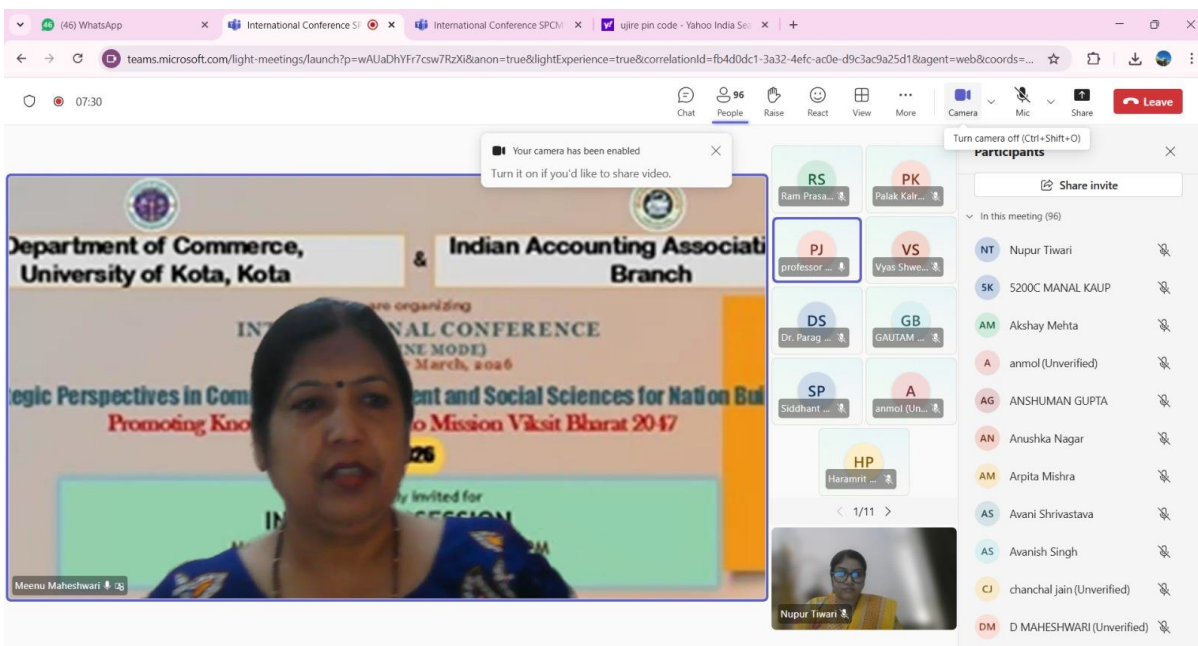 (46) WhatsApp
International Conference SP
International Conference SPCM
ujire pin code - Yahoo India Sea
teams.microsoft.com/light-meetings/launch?p=wAUaDhYFr7csw7RzXi&anon=true&lightExperience=true&correlationId=fb4d0dc1-3a32-4efc-ac0e-d9c3ac9a25d1&agent=web&coords=...
07:30
Chat
96
People
Raise
React
View
More
Camera
Mic
Share
Leave
Turn camera off (Ctrl+Shift+O)
Your camera has been enabled
Turn it on if you'd like to share video.
Department of Commerce,
University of Kota, Kota
&
Indian Accounting Associati
Branch
are organizing
NAL CONFERENCE
NE MODE)
March, 2026
tegic Perspectives in Com
ent and Social Sciences for Nation Bui
Promoting Kno
o Mission Viksit Bharat 2047
26
ly invited for
IN
SESSION
Meenu Maheshwari
RS
Ram Prasa...
PK
Palak Kalr...
PJ
professor ...
VS
Vyas Shwe...
DS
Dr. Parag ...
GB
GAUTAM ...
SP
Siddhant ...
A
anmol (Un...
HP
Haramrit ...
1/11
Nupur Tiwari
Participants
Share invite
In this meeting (96)
NT
Nupur Tiwari
5K
5200C MANAL KAUP
AM
Akshay Mehta
A
anmol (Unverified)
AG
ANSHUMAN GUPTA
AN
Anushka Nagar
AM
Arpita Mishra
AS
Avani Shrivastava
AS
Avanish Singh
CJ
chanchal jain (Unverified)
DM
D MAHESHWARI (Unverified)